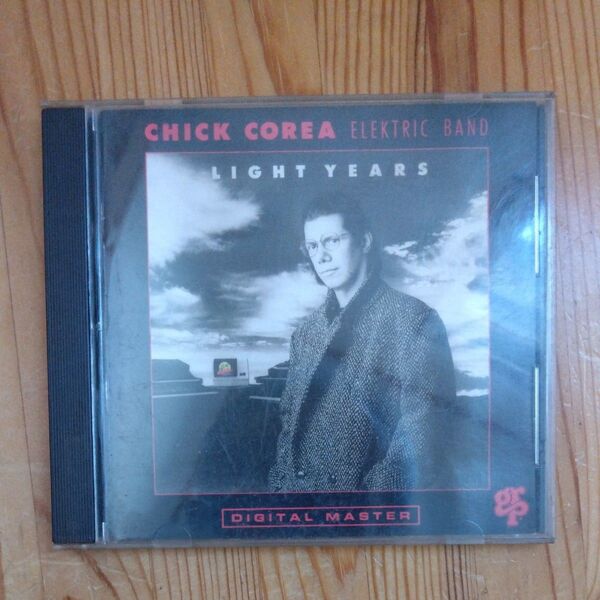 CHICK COREA ELEKTRIC BAND
LIGHT YEARS
DIGITAL MASTER
grp